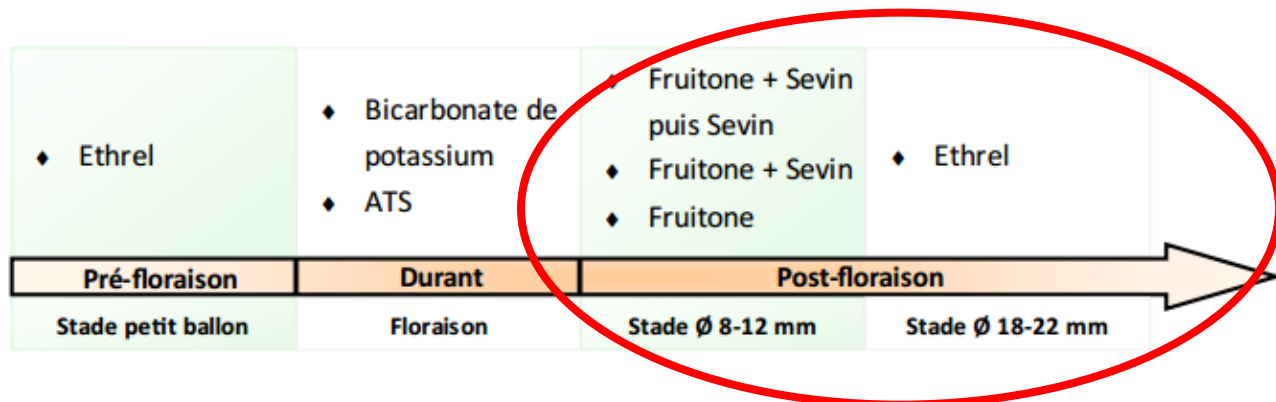 ♦ Ethrel
♦ Bicarbonate de
potassium
♦ ATS
♦ Fruitone + Sevin
puis Sevin
♦ Fruitone + Sevin
♦ Fruitone
♦ Ethrel
Pré-floraison
Durant
Post-floraison
Stade petit ballon
Floraison
Stade Ø 8-12 mm
Stade Ø 18-22 mm